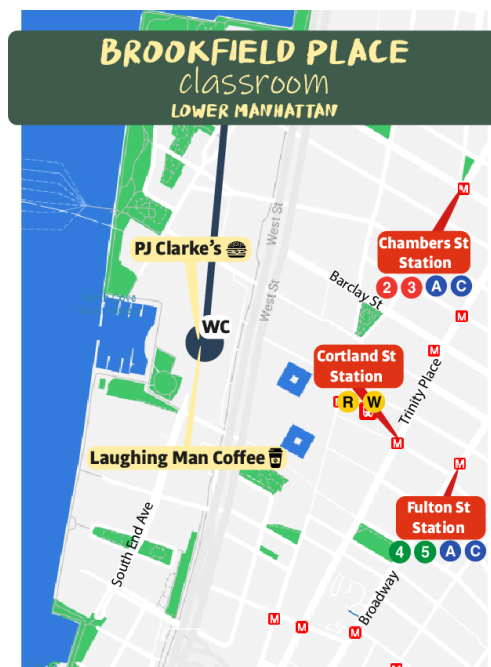 BROOKFIELD PLACE
classroom
LOWER MANHATTAN
M
West St
PJ Clarke's
Chambers St
Station
2 3 A C
West St
Barclay St
M
WC
Cortland St
Station
M
R W
Trinity Place
M
Laughing Man Coffee
M
South End Ave
Fulton St
Station
4 5 A C
Broadway
M
M
M
M